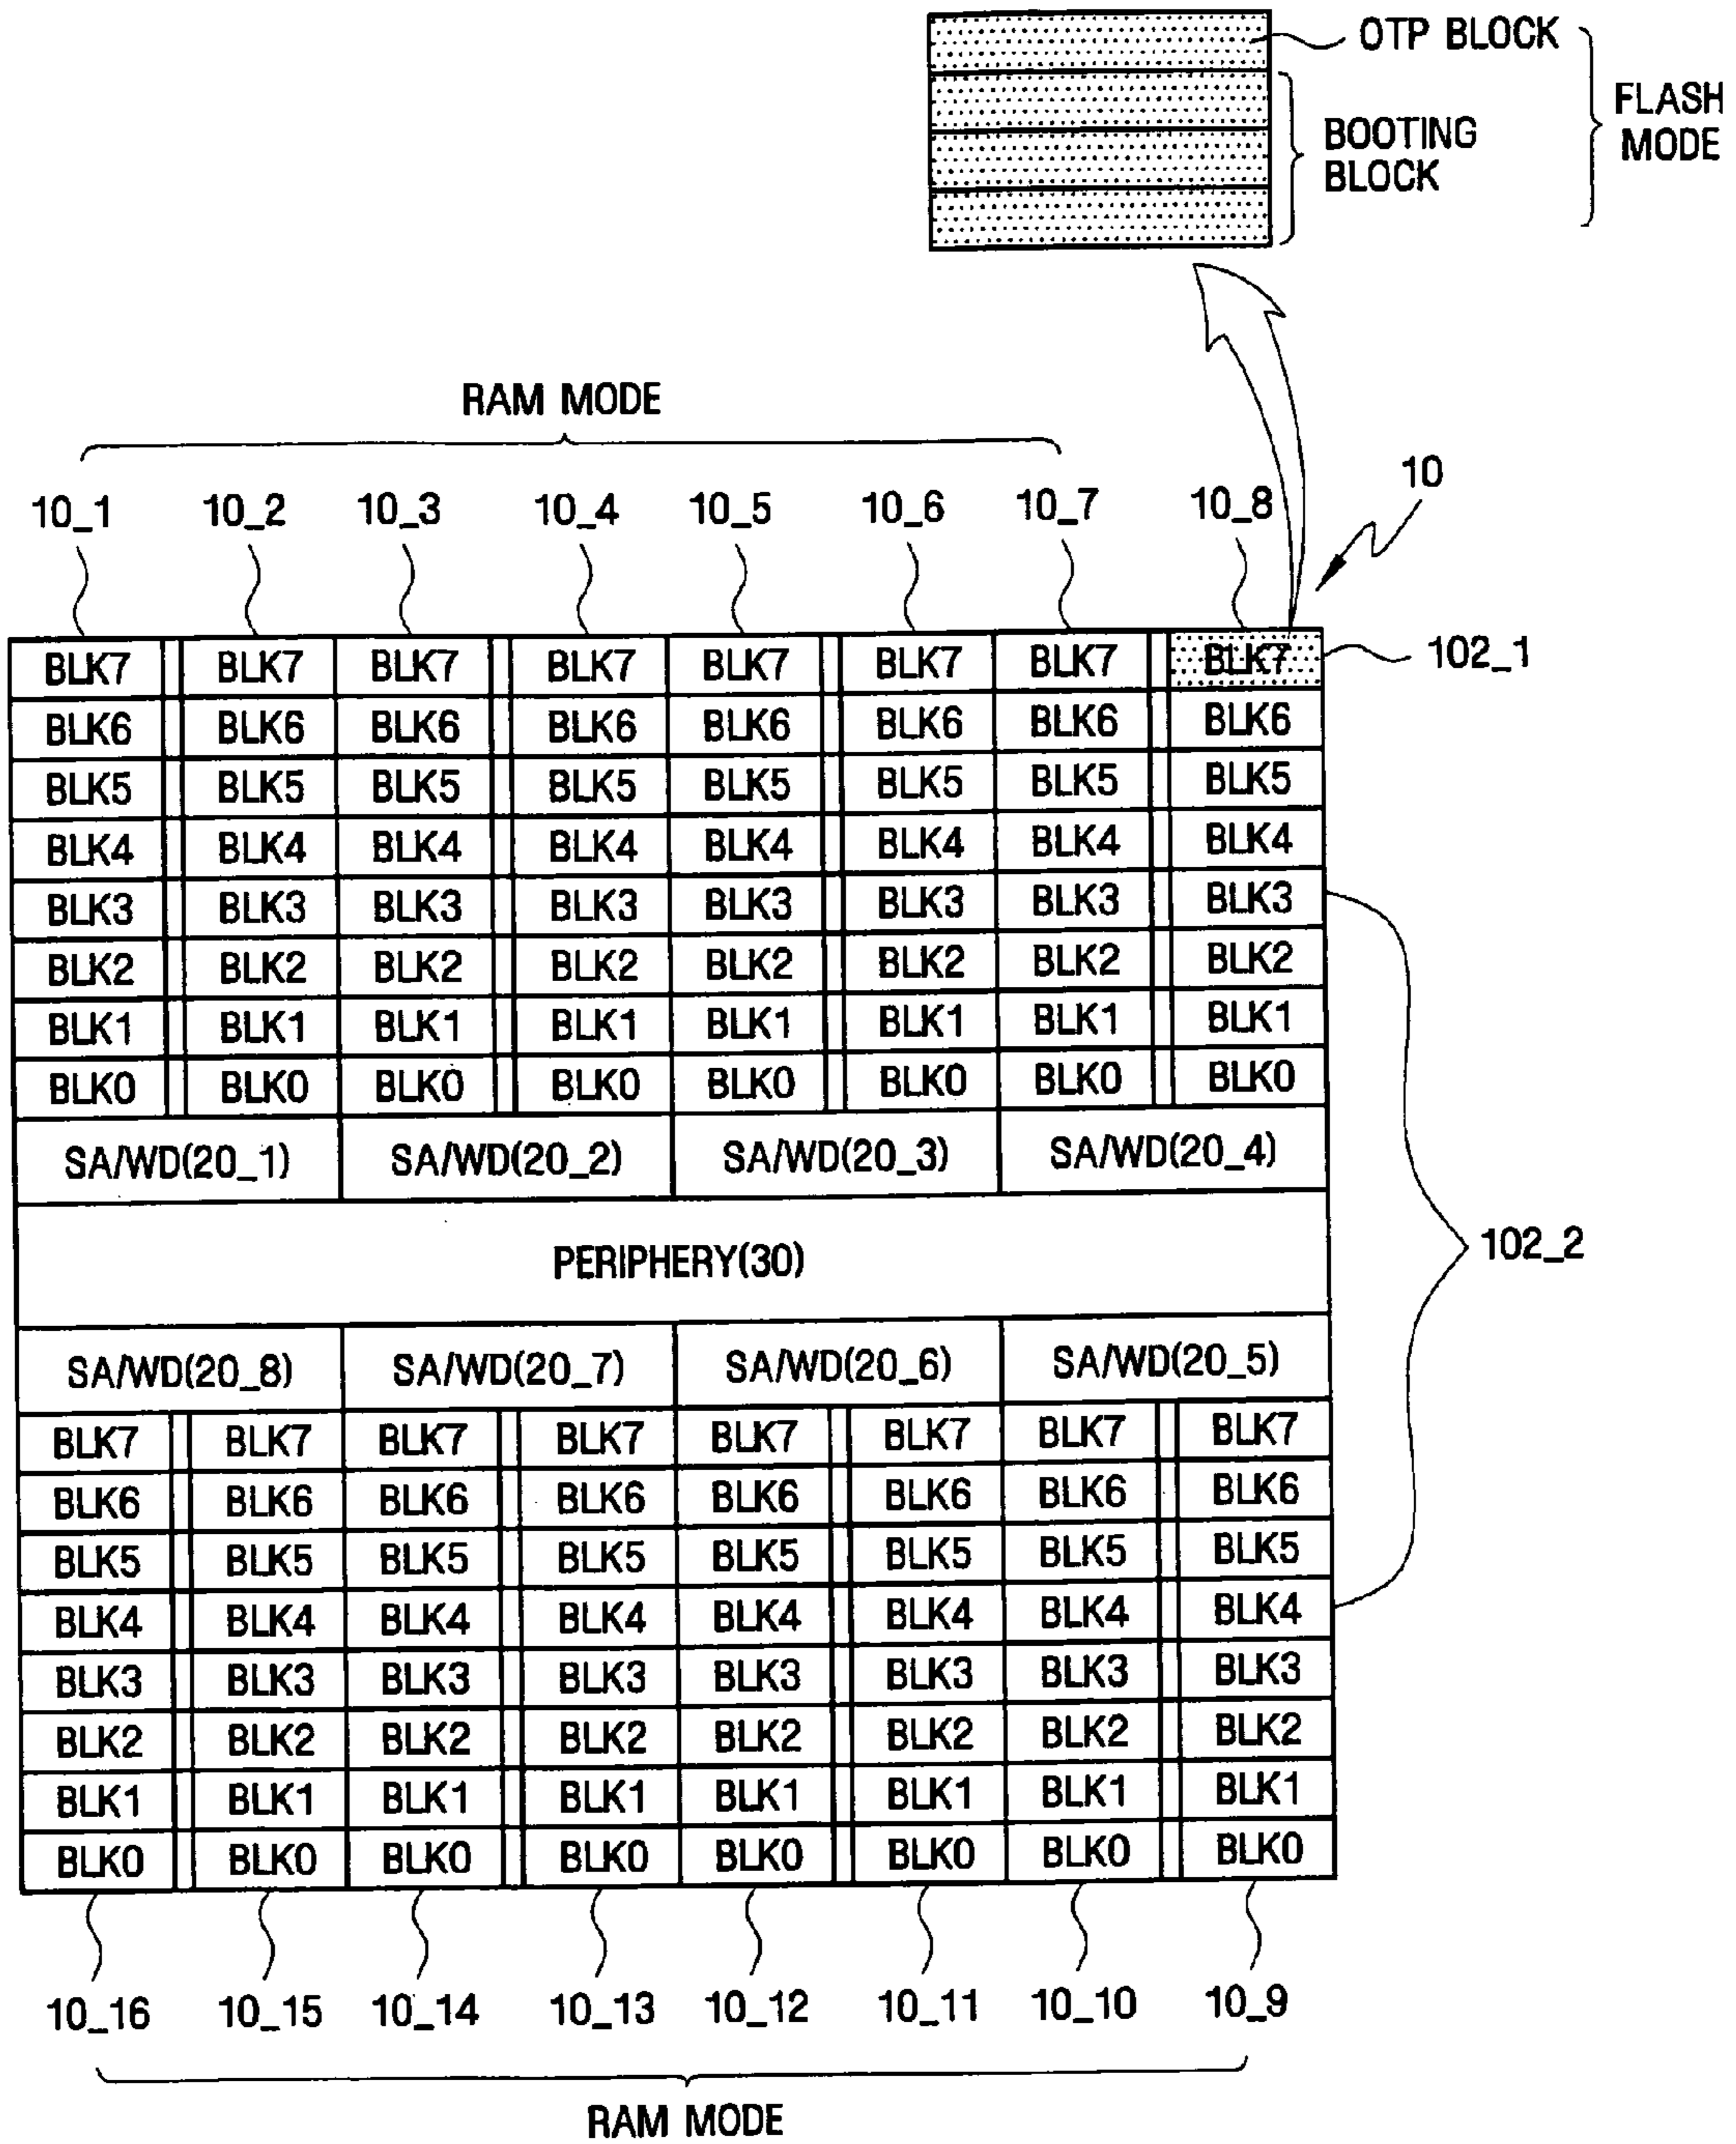 OTP BLOCK
BOOTING
BLOCK
FLASH
MODE
RAM MODE
10
10_1 10_2 10_3 10_4 10_5 10_6 10_7 10_8
BLK7 BLK7 BLK7 BLK7 BLK7 BLK7 BLK7 BLK7 102_1
BLK6 BLK6 BLK6 BLK6 BLK6 BLK6 BLK6 BLK6
BLK5 BLK5 BLK5 BLK5 BLK5 BLK5 BLK5 BLK5
BLK4 BLK4 BLK4 BLK4 BLK4 BLK4 BLK4 BLK4
BLK3 BLK3 BLK3 BLK3 BLK3 BLK3 BLK3 BLK3
BLK2 BLK2 BLK2 BLK2 BLK2 BLK2 BLK2 BLK2
BLK1 BLK1 BLK1 BLK1 BLK1 BLK1 BLK1 BLK1
BLK0 BLK0 BLK0 BLK0 BLK0 BLK0 BLK0 BLK0
SA/WD(20_1) SA/WD(20_2) SA/WD(20_3) SA/WD(20_4)
PERIPHERY(30) 102_2
SA/WD(20_8) SA/WD(20_7) SA/WD(20_6) SA/WD(20_5)
BLK7 BLK7 BLK7 BLK7 BLK7 BLK7 BLK7 BLK7
BLK6 BLK6 BLK6 BLK6 BLK6 BLK6 BLK6 BLK6
BLK5 BLK5 BLK5 BLK5 BLK5 BLK5 BLK5 BLK5
BLK4 BLK4 BLK4 BLK4 BLK4 BLK4 BLK4 BLK4
BLK3 BLK3 BLK3 BLK3 BLK3 BLK3 BLK3 BLK3
BLK2 BLK2 BLK2 BLK2 BLK2 BLK2 BLK2 BLK2
BLK1 BLK1 BLK1 BLK1 BLK1 BLK1 BLK1 BLK1
BLK0 BLK0 BLK0 BLK0 BLK0 BLK0 BLK0 BLK0
10_16 10_15 10_14 10_13 10_12 10_11 10_10 10_9
RAM MODE